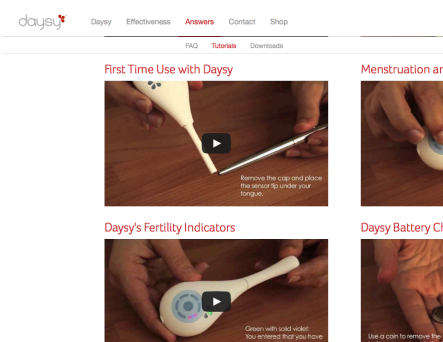 daysy
Daysy Effectiveness Answers Contact Shop
FAQ Tutorials Downloads
First Time Use with Daysy
Menstruation an
Remove the cap and place
the sensor tip under your
tongue.
Daysy's Fertility Indicators
Daysy Battery Ch
Green with solid violet:
You entered that you have
Use a coin to remove the